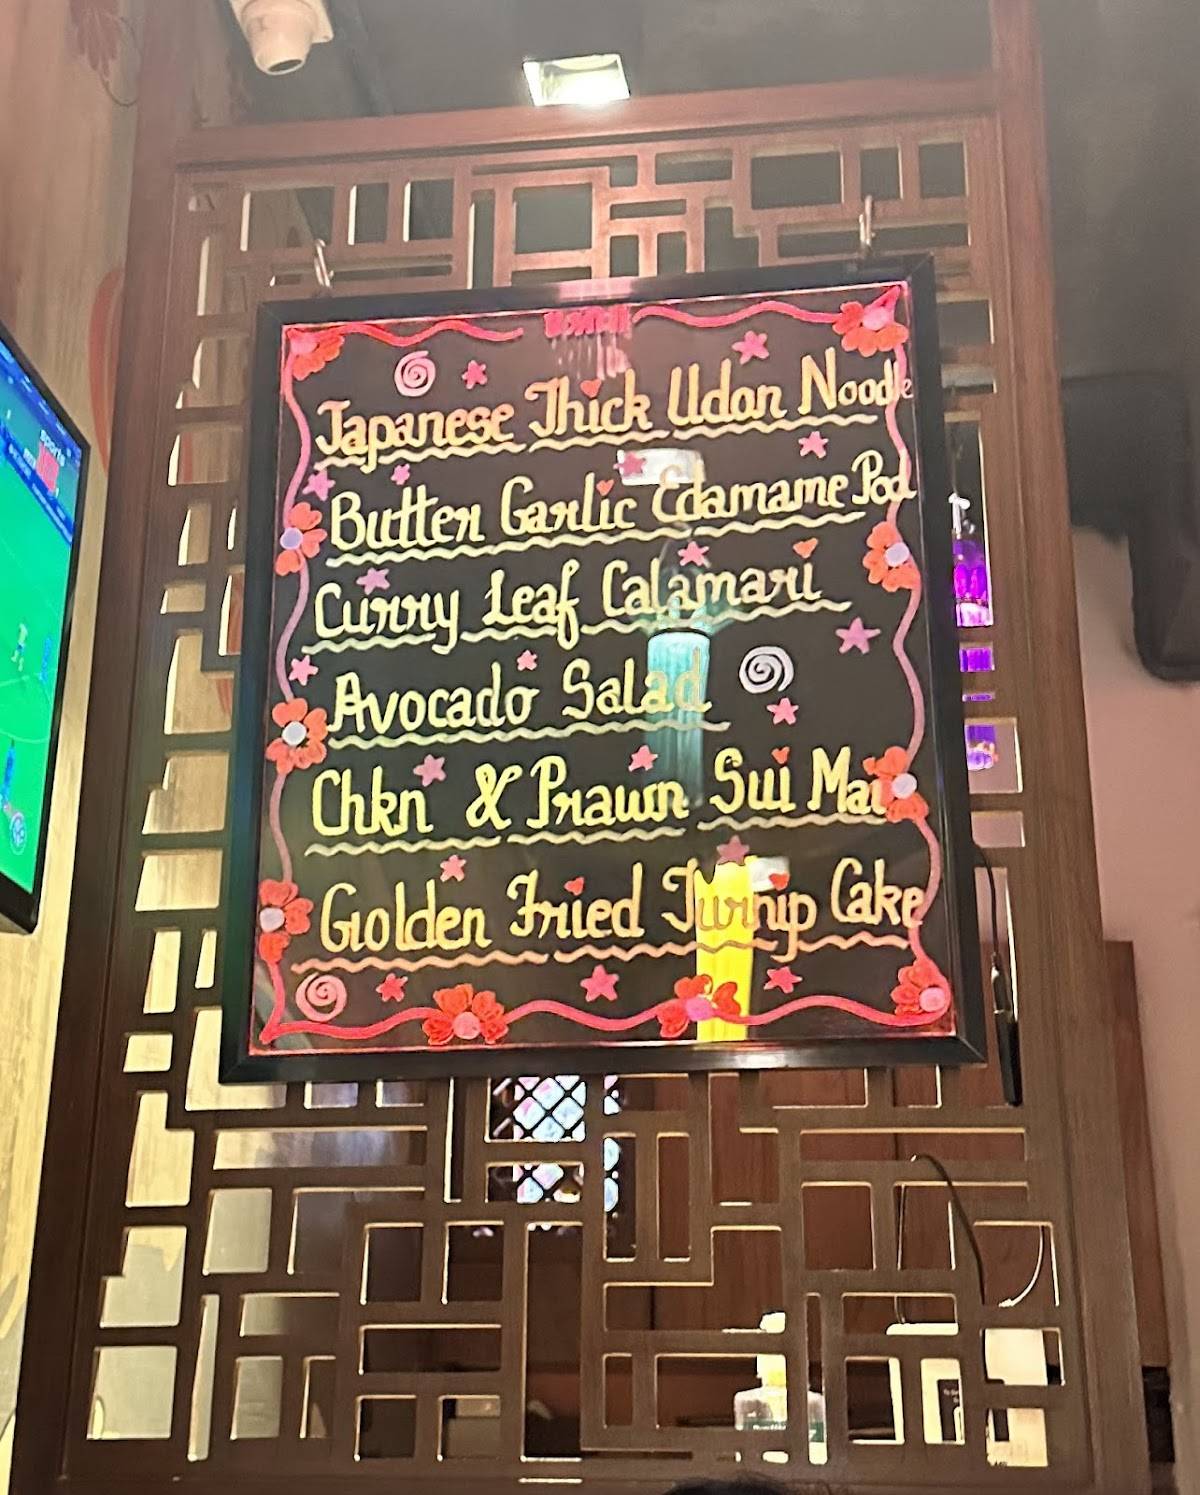 Japanese Thick Udon Noodle
Butter Garlic Edamame Pod
Curry Leaf Calamari
Avocado Salad
Chkn & Prawn Sui Mai
Golden Fried Turnip Cake